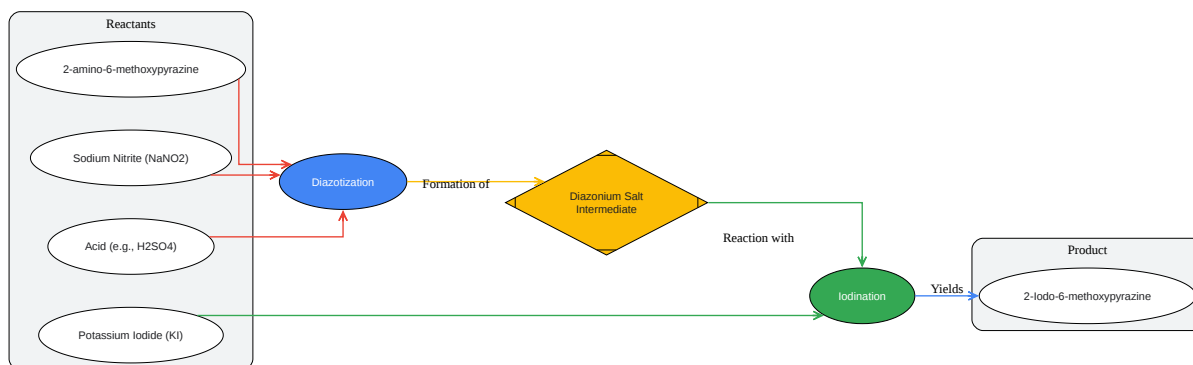 Reactants
2-amino-6-methoxypyrazine
Sodium Nitrite (NaNO2)
Acid (e.g., H2SO4)
Potassium Iodide (KI)
Diazotization
Formation of
Diazonium Salt
Intermediate
Reaction with
Iodination
Yields
Product
2-Iodo-6-methoxypyrazine